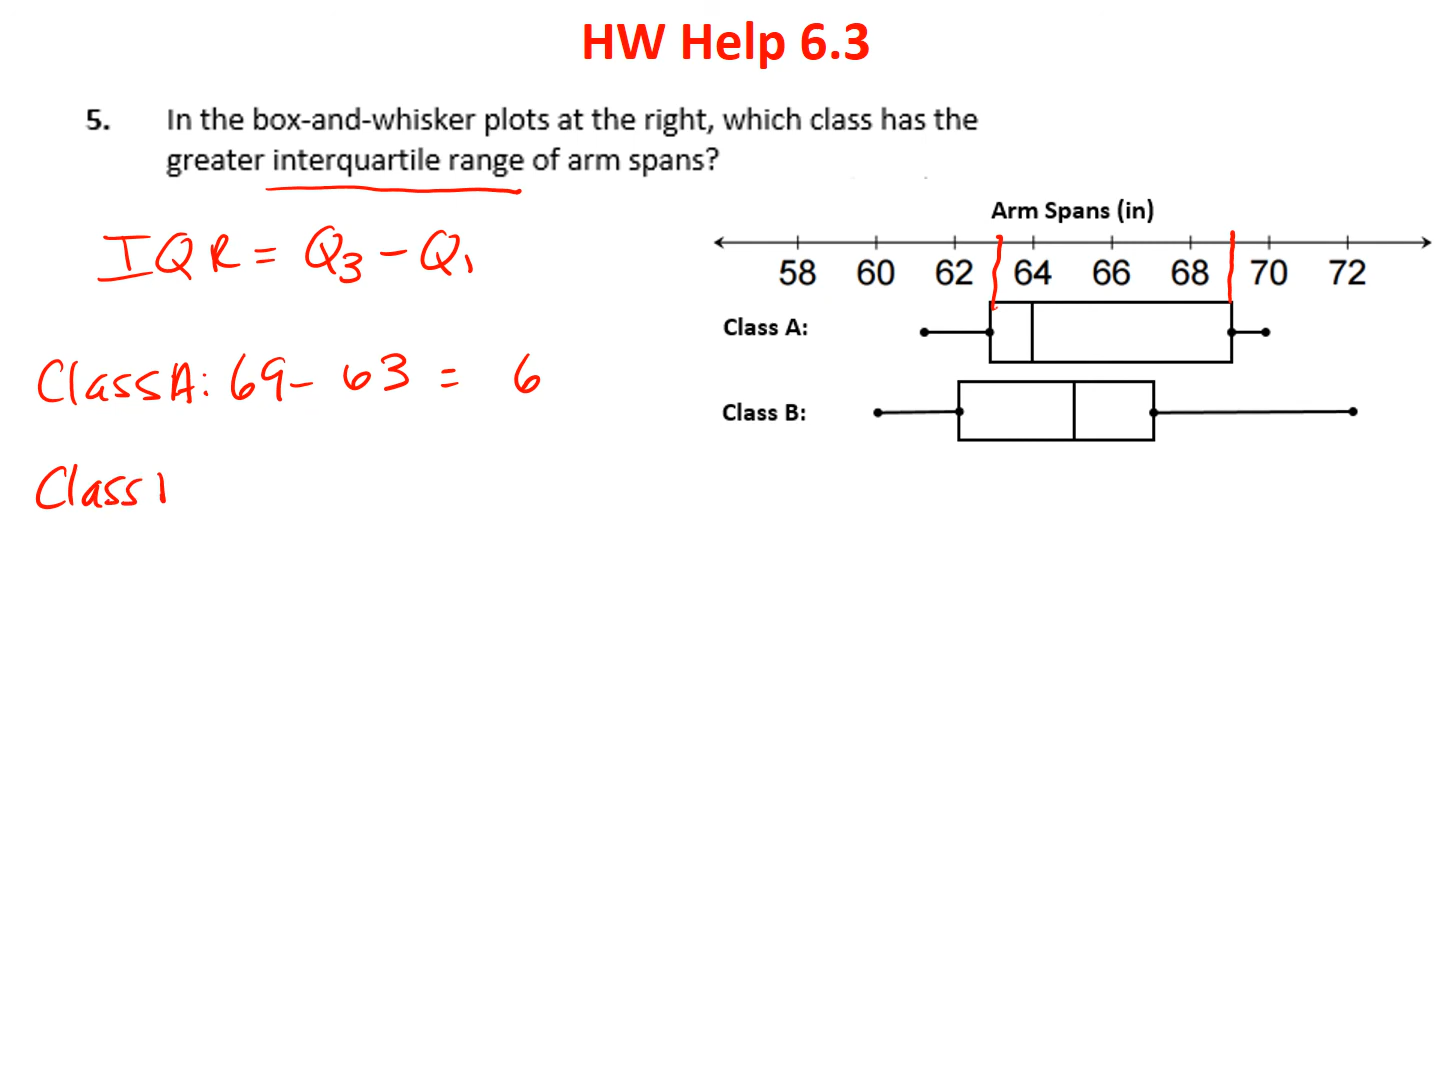 HW Help 6.3
5. In the box-and-whisker plots at the right, which class has the
greater interquartile range of arm spans?
IQR = Q3 - Q1
Class A: 69 - 63 = 6
Class
Arm Spans (in)
58 60 62 64 66 68 70 72
Class A:
Class B: